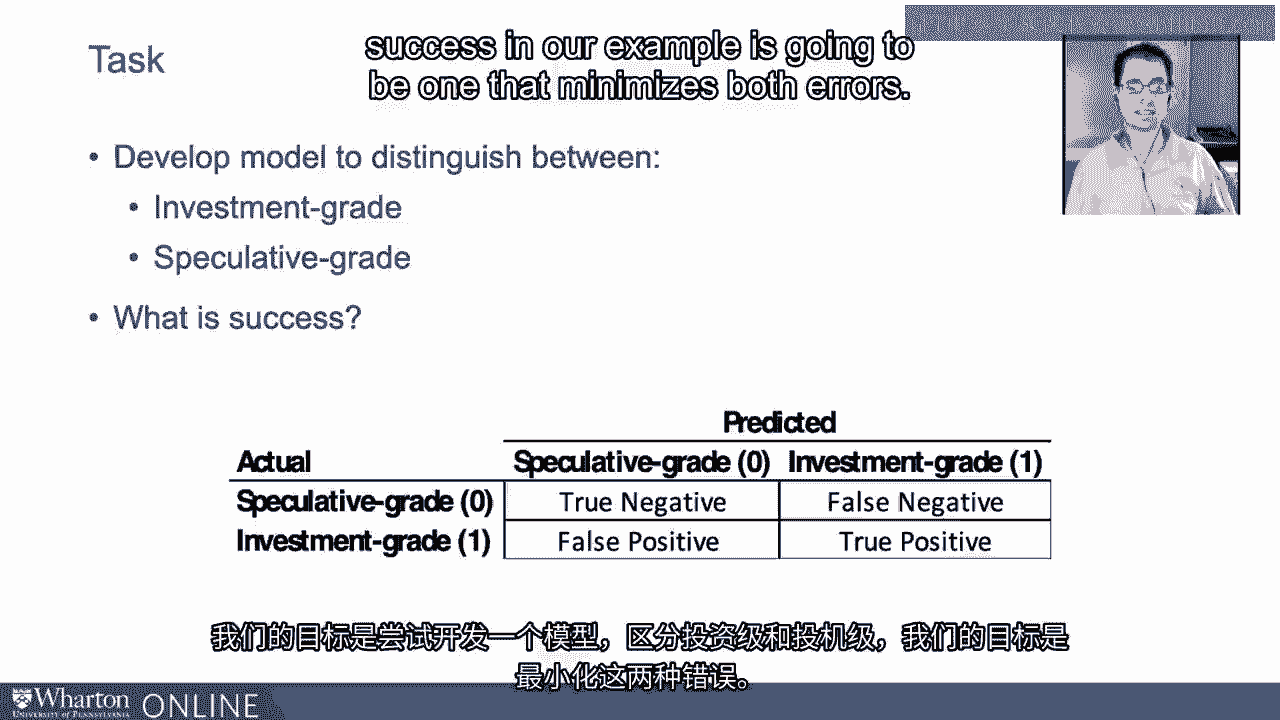 success in our example is going to
be one that minimizes both errors.
Task
• Develop model to distinguish between:
• Investment-grade
• Speculative-grade
• What is success?
Predicted
Actual Speculative-grade (0) Investment-grade (1)
Speculative-grade (0) True Negative False Negative
Investment-grade (1) False Positive True Positive
我们的目标是尝试开发一个模型，区分投资级和投机级，我们的目标是
最小化这两种错误。
Wharton ONLINE
UNIVERSITY of PENNSYLVANIA